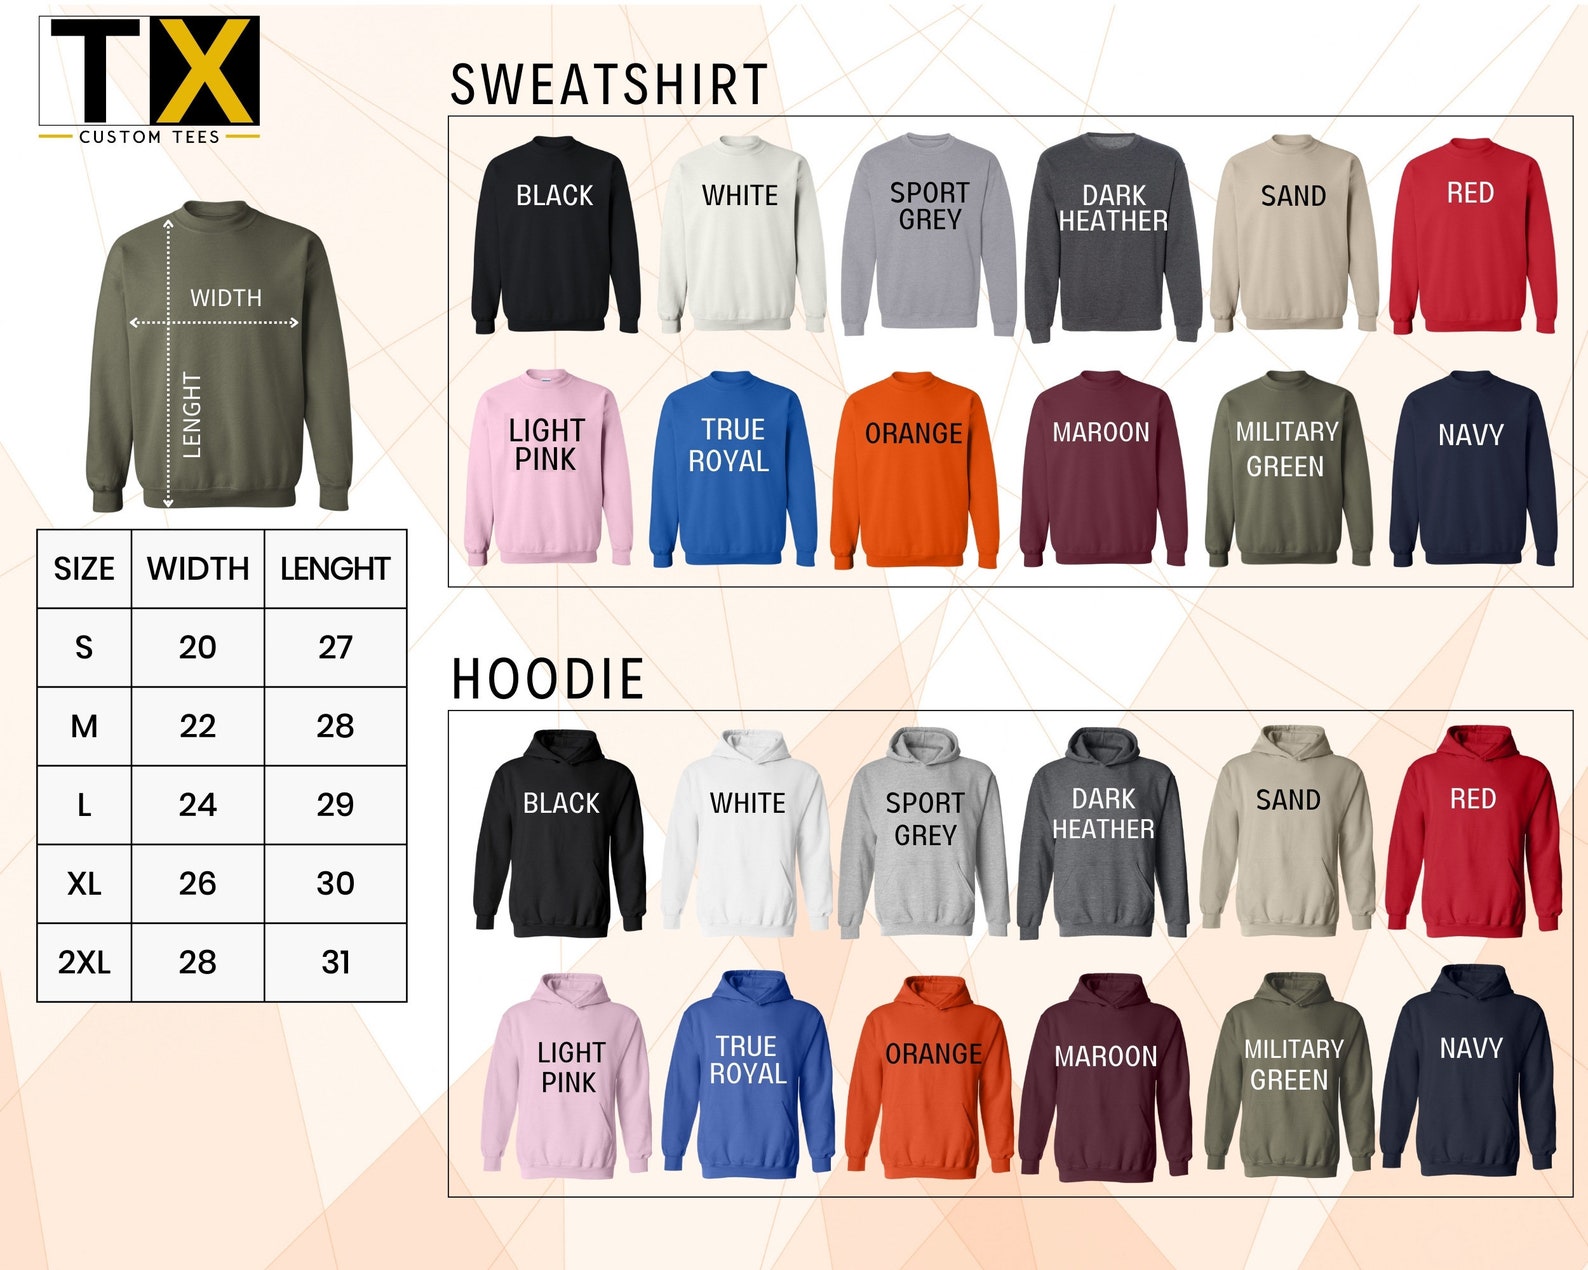 TX
CUSTOM TEES
WIDTH
LENGHT
SIZE WIDTH LENGHT
S 20 27
M 22 28
L 24 29
XL 26 30
2XL 28 31
SWEATSHIRT
BLACK
WHITE
SPORT
GREY
DARK
HEATHER
SAND
RED
LIGHT
PINK
TRUE
ROYAL
ORANGE
MAROON
MILITARY
GREEN
NAVY
HOODIE
BLACK
WHITE
SPORT
GREY
DARK
HEATHER
SAND
RED
LIGHT
PINK
TRUE
ROYAL
ORANGE
MAROON
MILITARY
GREEN
NAVY